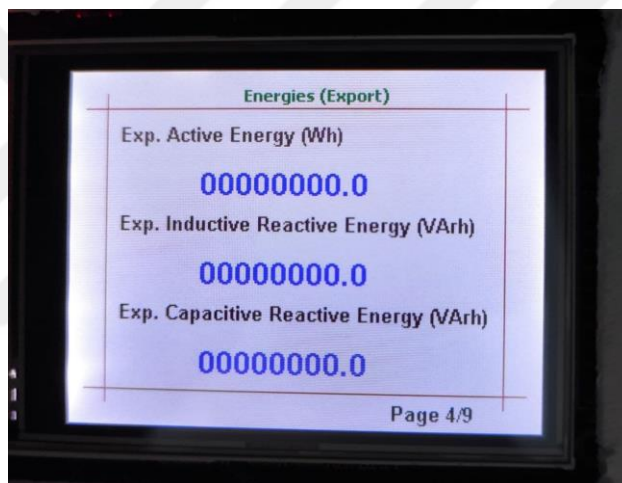 Energies (Export)
Exp. Active Energy (Wh)
00000000.0
Exp. Inductive Reactive Energy (VArh)
00000000.0
Exp. Capacitive Reactive Energy (VArh)
00000000.0
Page 4/9